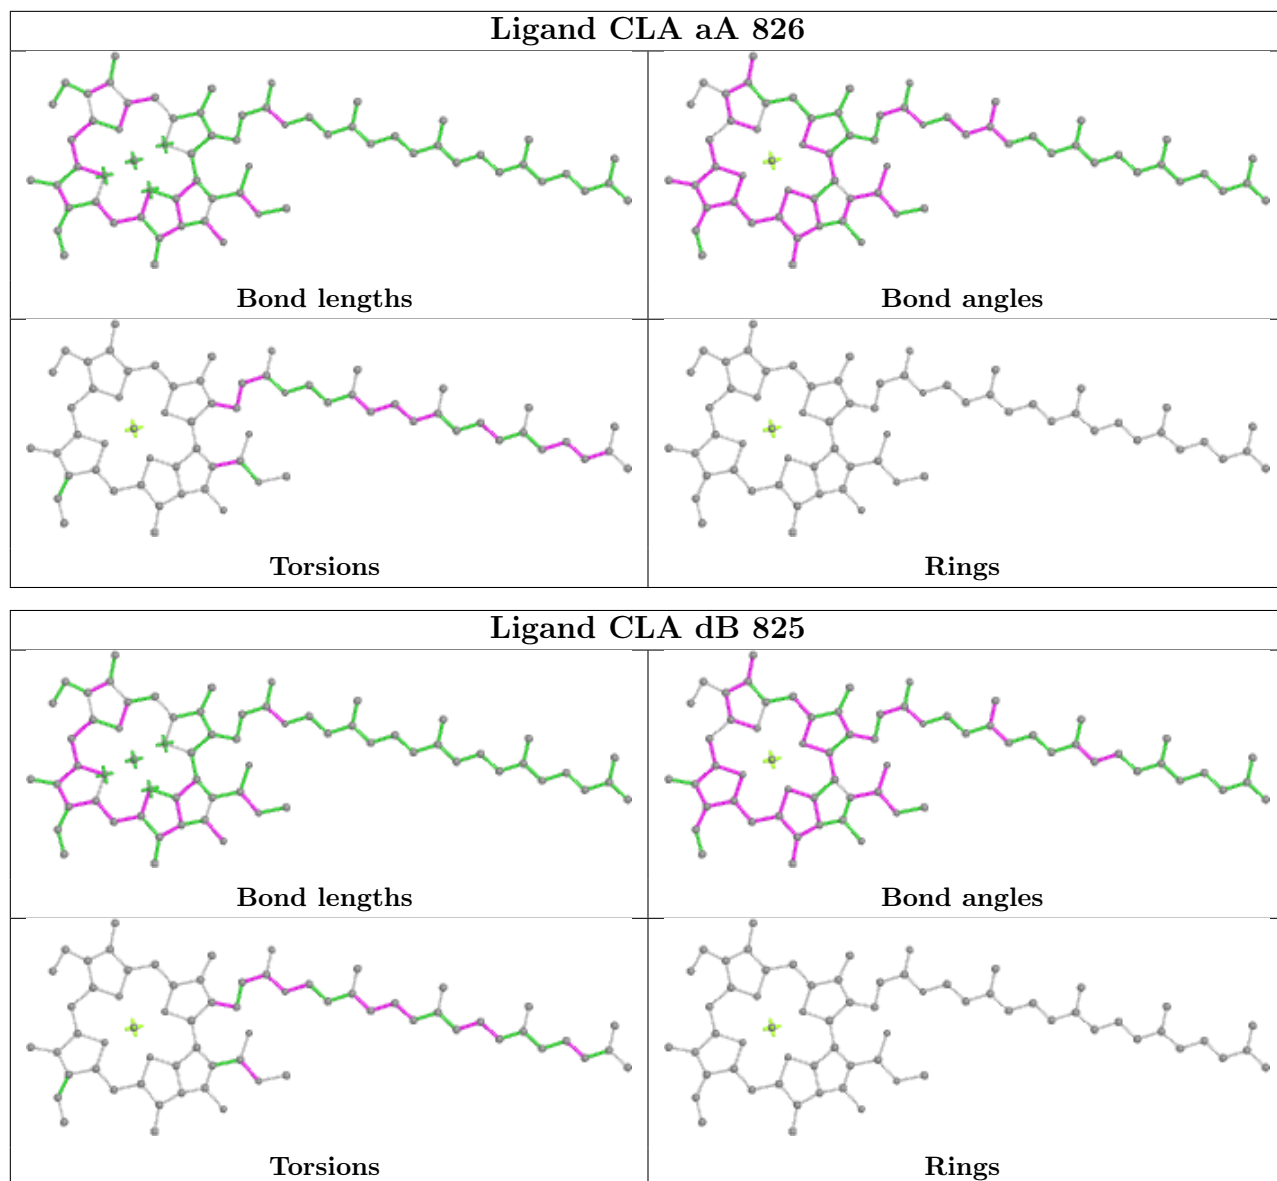 Ligand CLA aA 826
Bond lengths
Bond angles
Torsions
Rings
Ligand CLA dB 825
Bond lengths
Bond angles
Torsions
Rings